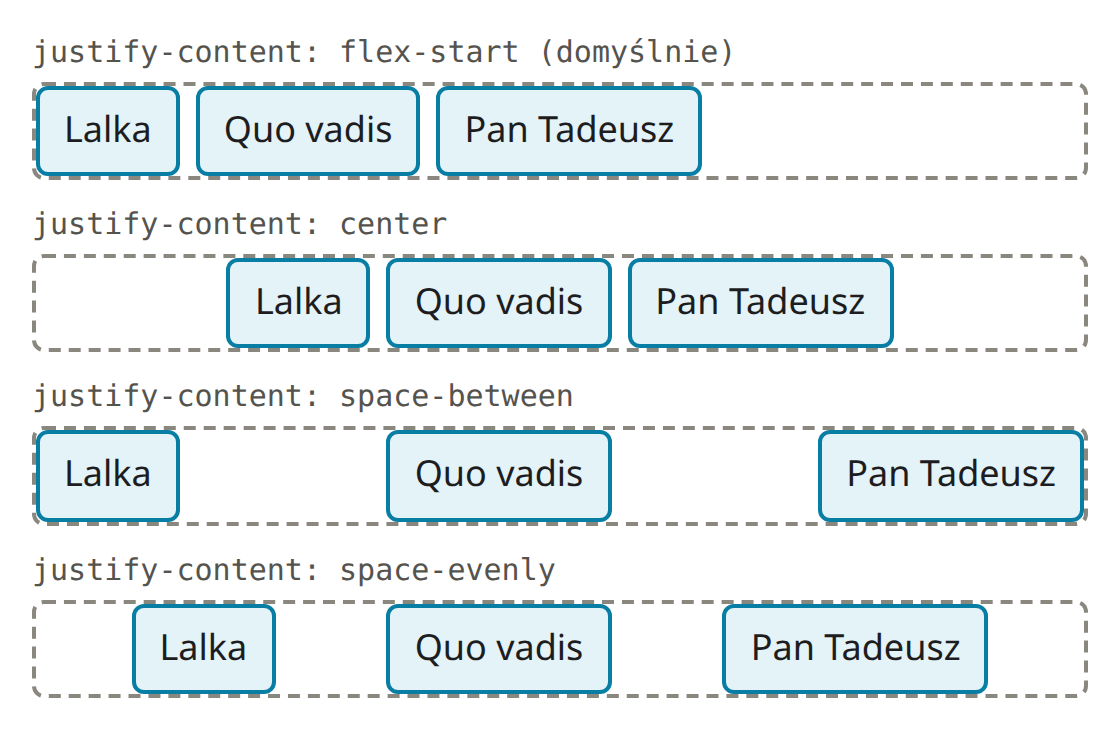 justify-content: flex-start (domyślnie)
Lalka Quo vadis Pan Tadeusz
justify-content: center
Lalka Quo vadis Pan Tadeusz
justify-content: space-between
Lalka Quo vadis Pan Tadeusz
justify-content: space-evenly
Lalka Quo vadis Pan Tadeusz